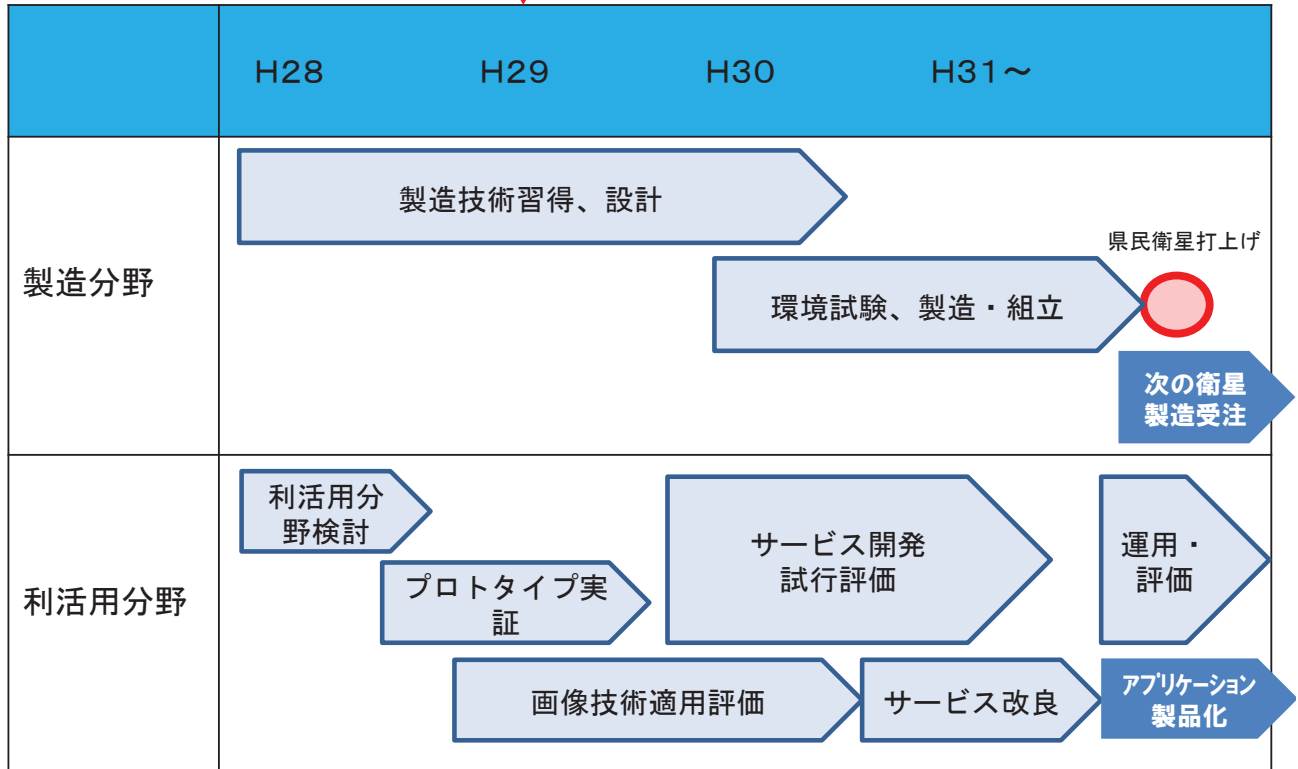 H28
H29
H30
H31～
製造分野
製造技術習得、設計
環境試験、製造・組立
県民衛星打上げ
次の衛星
製造受注
利活用分野
利活用分
野検討
プロトタイプ実
証
サービス開発
試行評価
運用・
評価
画像技術適用評価
サービス改良
アプリケーション
製品化